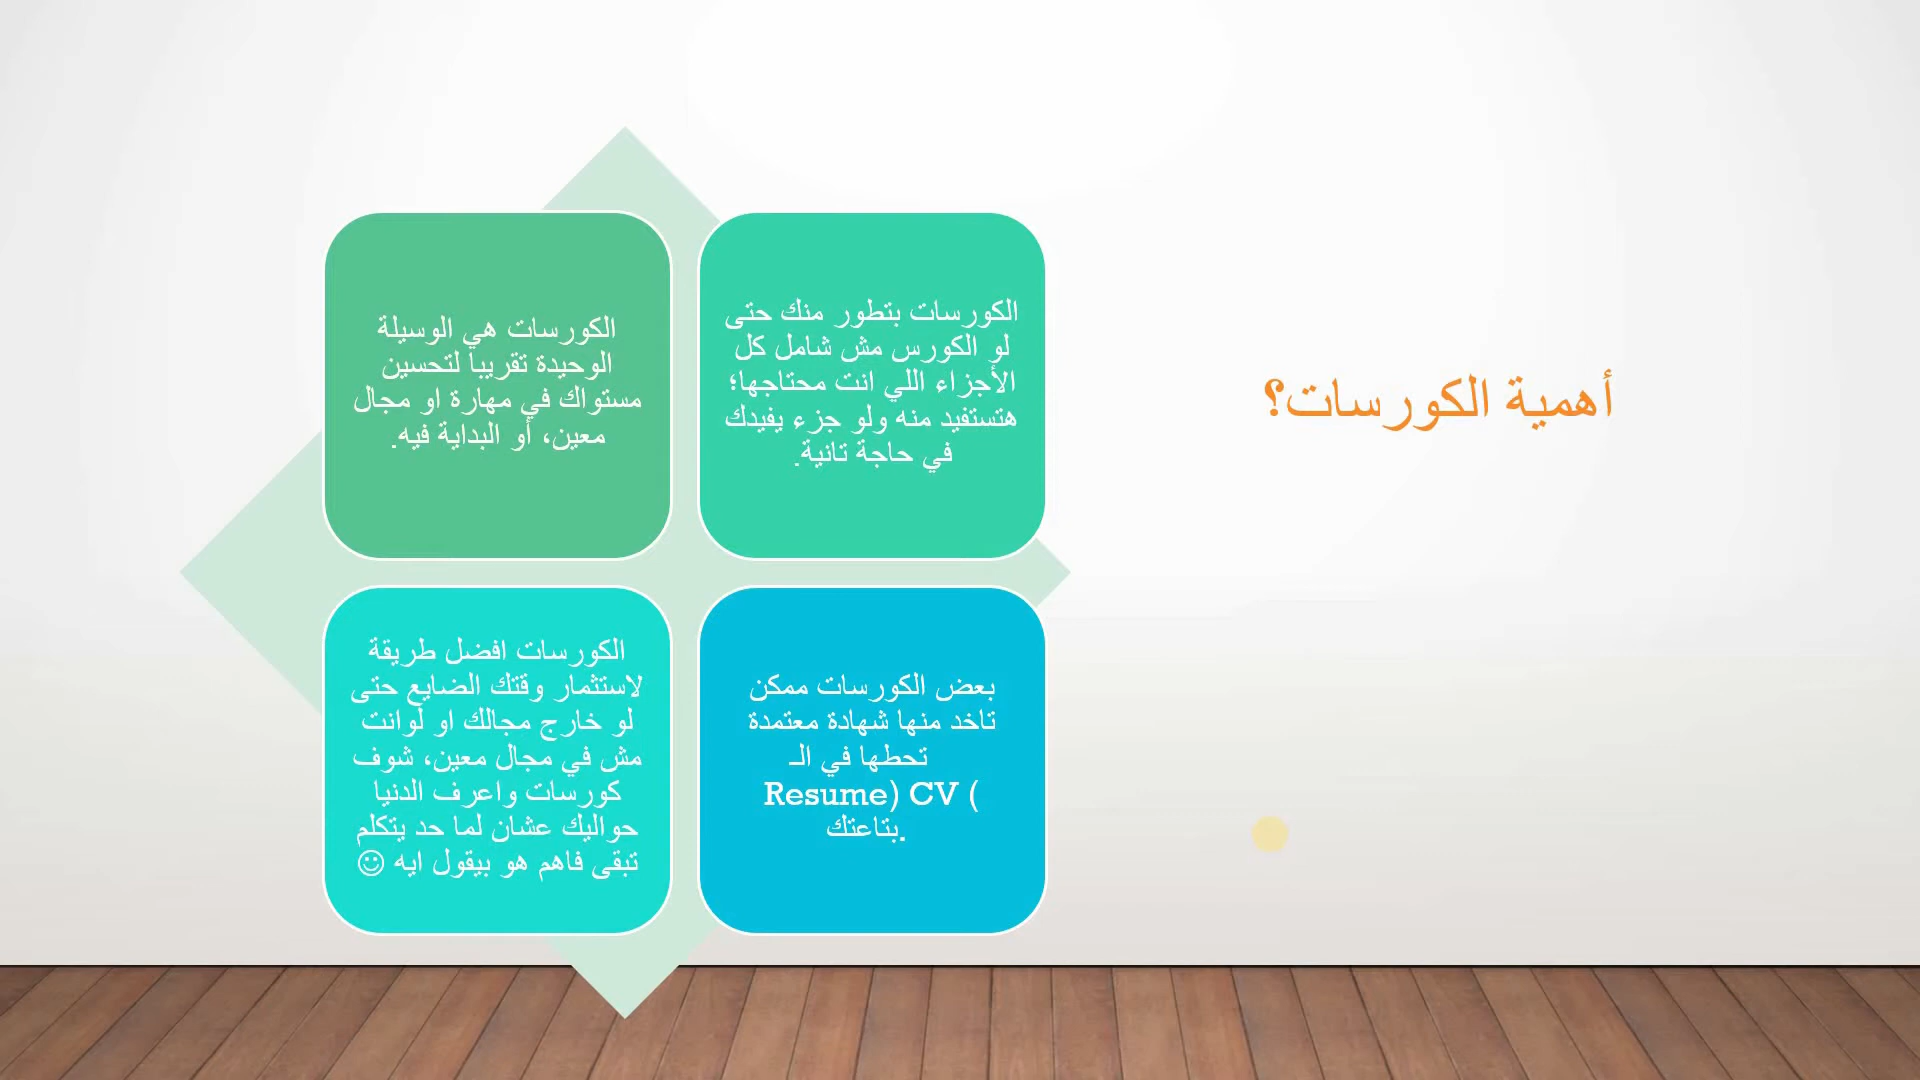 أهمية الكورسات؟
الكورسات بتطور منك حتى
لو الكورس مش شامل كل
الأجزاء اللي انت محتاجها؛
هتستفيد منه ولو جزء يفيدك
في حاجة تانية.
الكورسات هي الوسيلة
الوحيدة تقريبا لتحسين
مستواك في مهارة او مجال
معين، أو البداية فيه.
بعض الكورسات ممكن
تاخد منها شهادة معتمدة
تحطها في الـ
Resume) CV (
بتاعتك.
الكورسات افضل طريقة
لاستثمار وقتك الضايع حتى
لو خارج مجالك او لوانت
مش في مجال معين، شوف
كورسات واعرف الدنيا
حواليك عشان لما حد يتكلم
تبقى فاهم هو بيقول ايه ☺